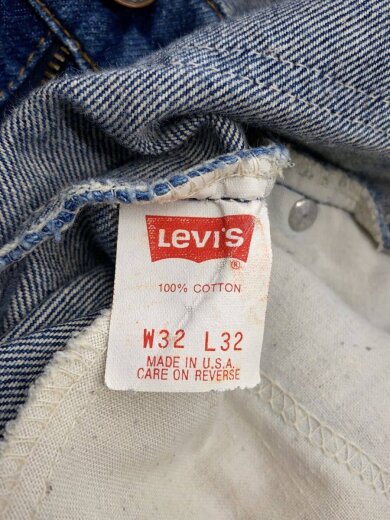 Levi's
®
100% COTTON
W32 L32
MADE IN U.S.A.
CARE ON REVERSE